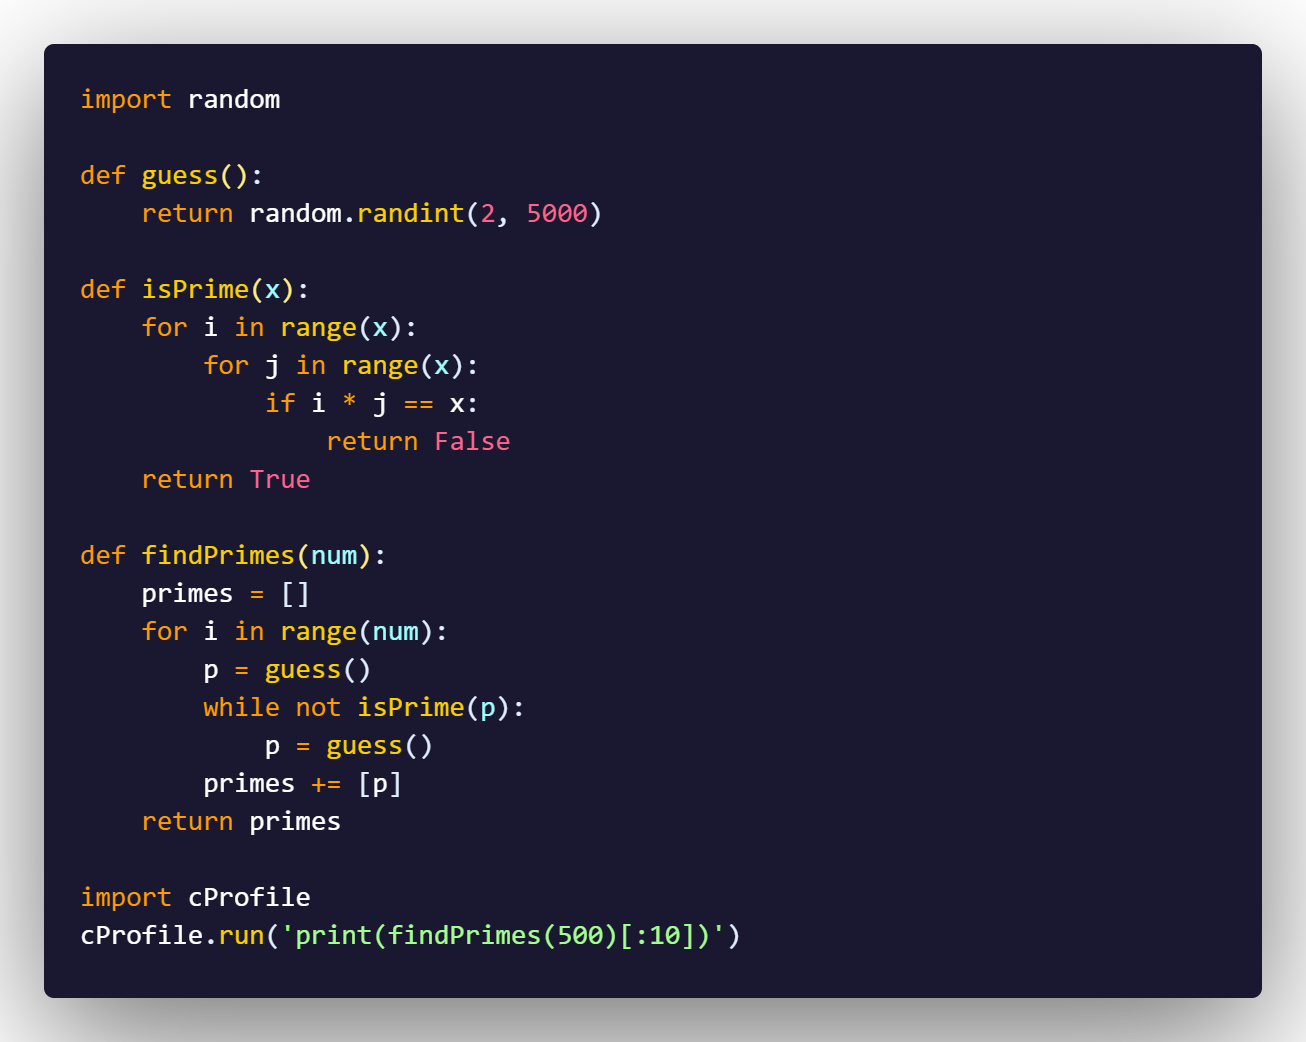 import random

def guess():
    return random.randint(2, 5000)

def isPrime(x):
    for i in range(x):
        for j in range(x):
            if i * j == x:
                return False
    return True

def findPrimes(num):
    primes = []
    for i in range(num):
        p = guess()
        while not isPrime(p):
            p = guess()
        primes += [p]
    return primes

import cProfile
cProfile.run('print(findPrimes(500)[:10])')